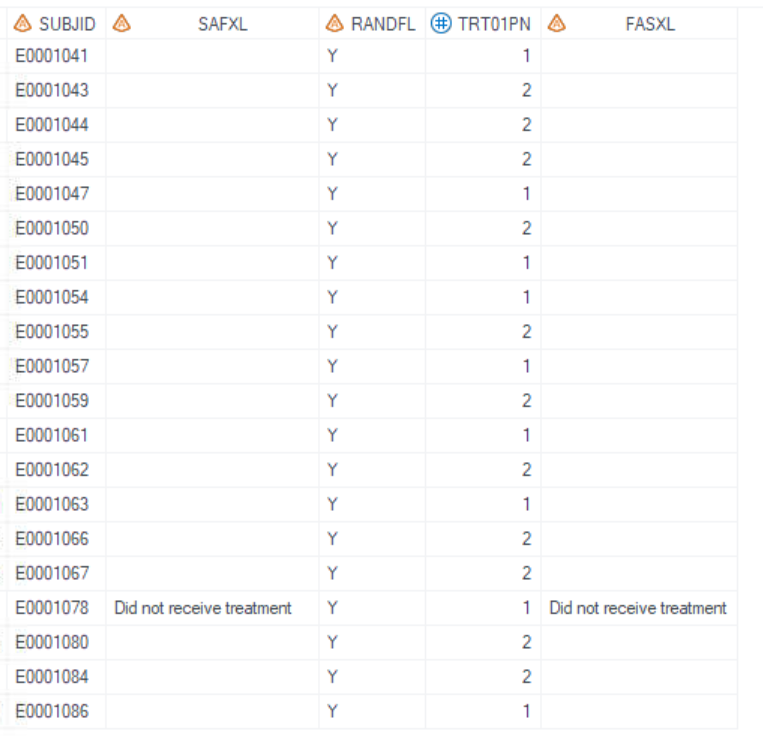 SUBJID SAFXL RANDFL TRT01PN FASXL
E0001041 Y 1
E0001043 Y 2
E0001044 Y 2
E0001045 Y 2
E0001047 Y 1
E0001050 Y 2
E0001051 Y 1
E0001054 Y 1
E0001055 Y 2
E0001057 Y 1
E0001059 Y 2
E0001061 Y 1
E0001062 Y 2
E0001063 Y 1
E0001066 Y 2
E0001067 Y 2
E0001078 Did not receive treatment Y 1 Did not receive treatment
E0001080 Y 2
E0001084 Y 2
E0001086 Y 1